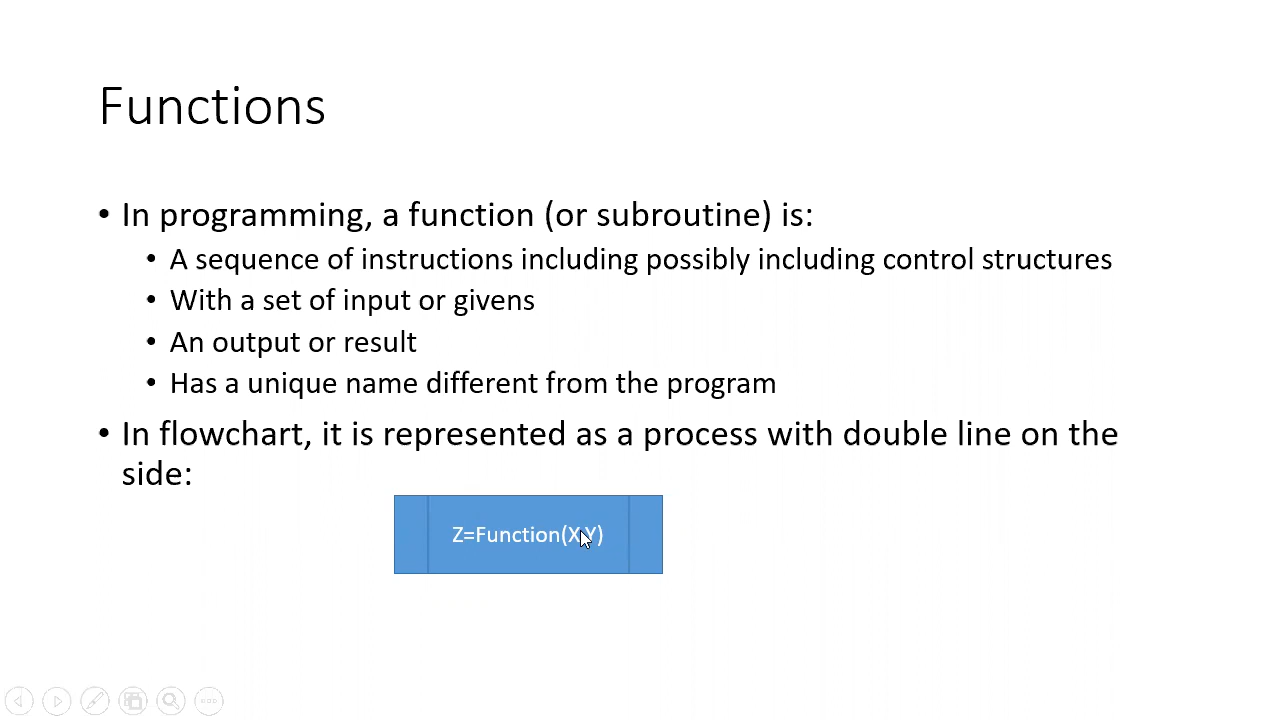 Functions
• In programming, a function (or subroutine) is:
• A sequence of instructions including possibly including control structures
• With a set of input or givens
• An output or result
• Has a unique name different from the program
• In flowchart, it is represented as a process with double line on the
side:
Z=Function(X,Y)